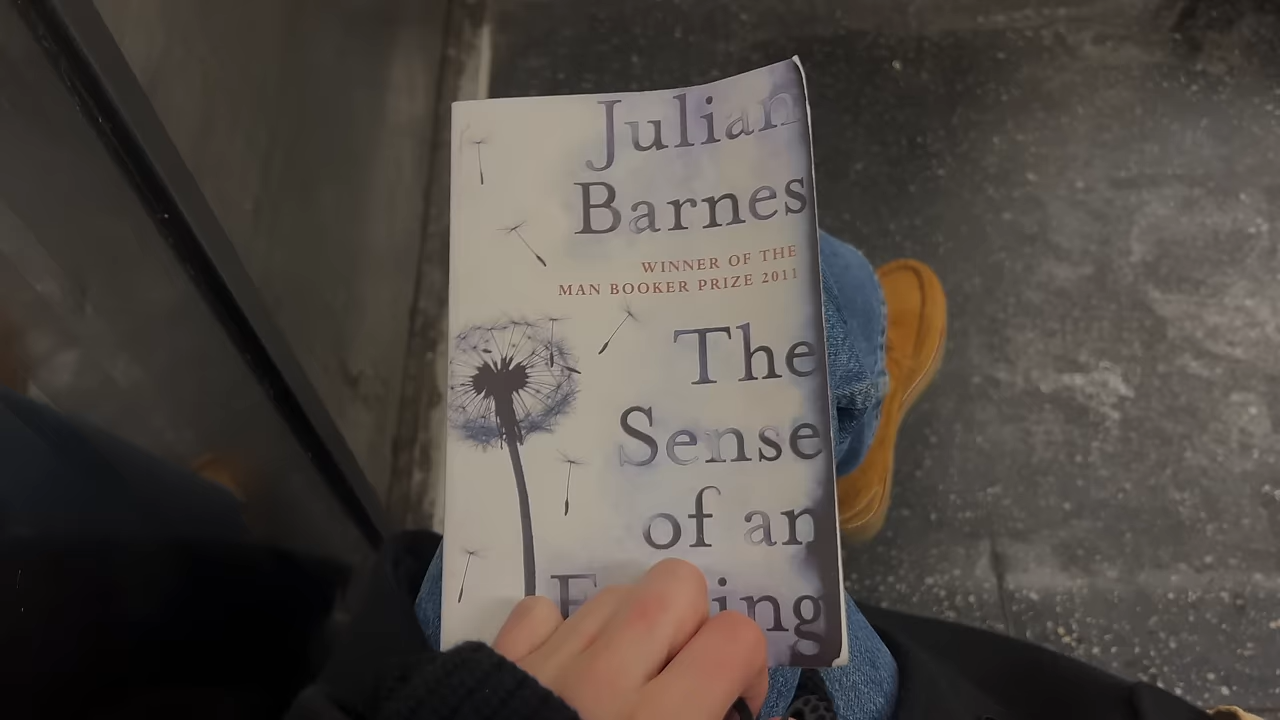 Julian
Barnes
WINNER OF THE
MAN BOOKER PRIZE 2011
The
Sense
of an